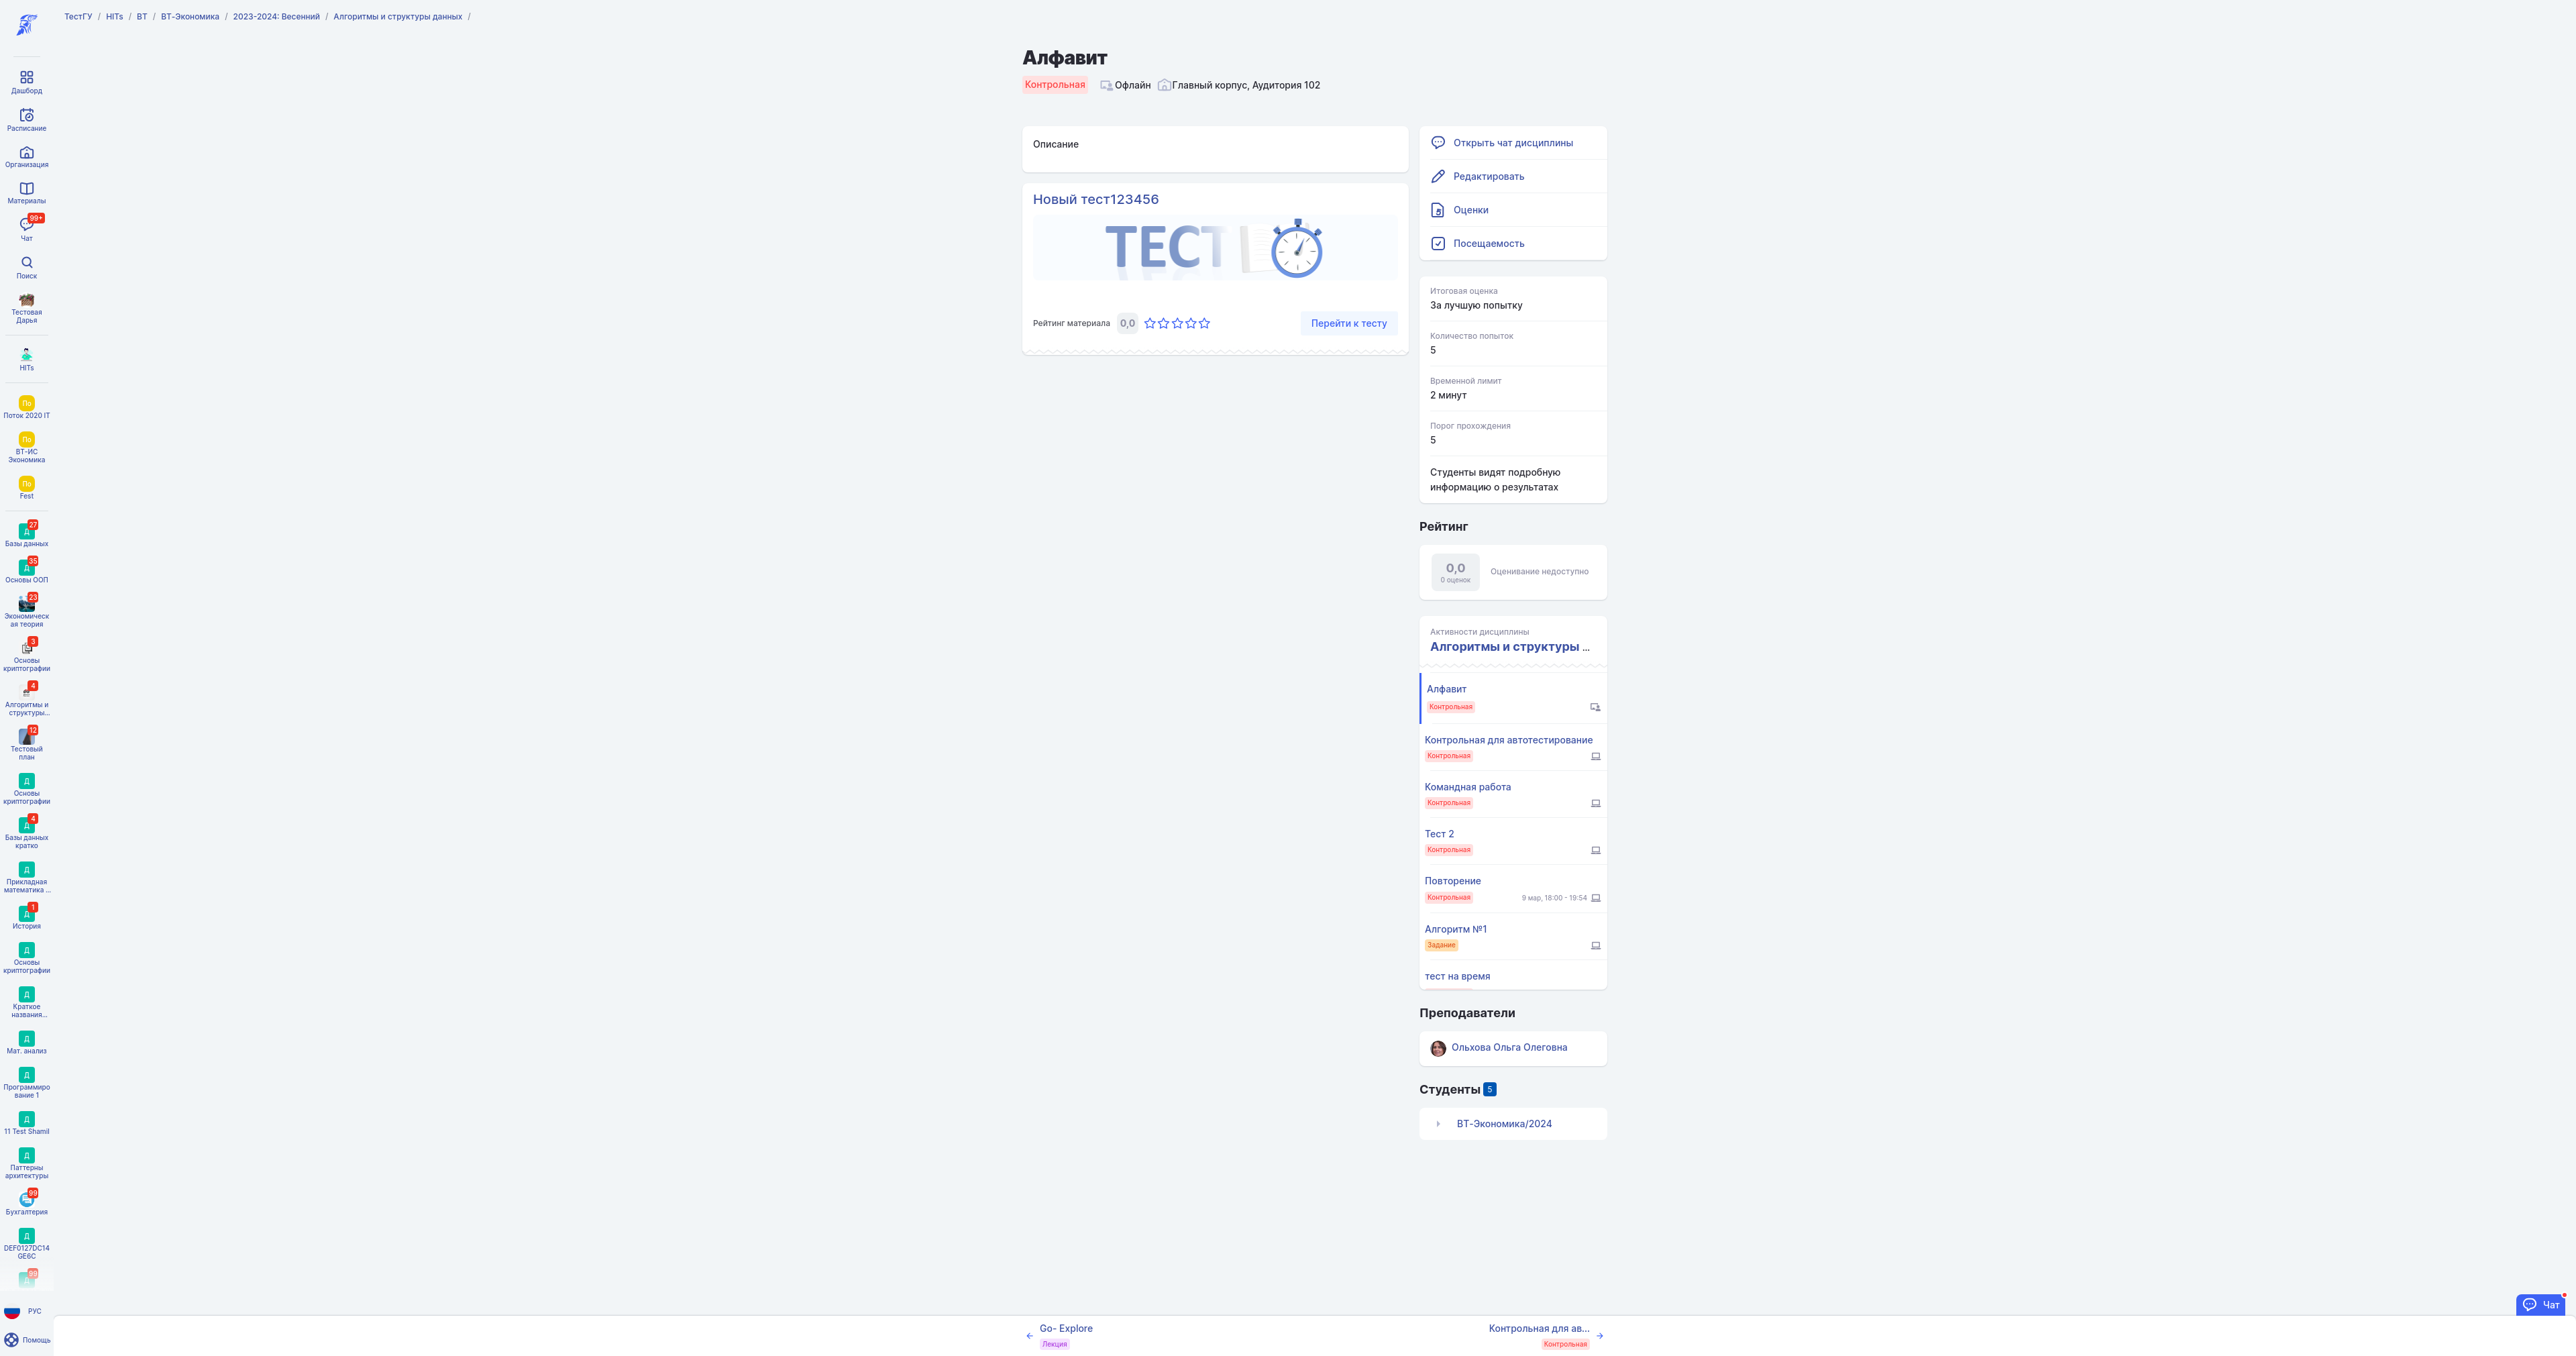 ТестГУ / HITs / ВТ / ВТ-Экономика / 2023-2024: Весенний / Алгоритмы и структуры данных /
Дашборд
Расписание
Организация
Материалы
99+
Чат
Поиск
Тестовая
Дарья
HITs
По
Поток 2020 IT
По
ВТ-ИС
Экономика
По
Fest
Д 27
Базы данных
Д 35
Основы ООП
23
Экономическ
ая теория
3
Основы
криптографии
4
Алгоритмы и
структуры...
12
Тестовый
план
Д
Основы
криптографии
Д 4
Базы данных
кратко
Д
Прикладная
математика ...
Д 1
История
Д
Основы
криптографии
Д
Краткое
названия...
Д
Мат. анализ
Д
Программиро
вание 1
Д
11 Test Shamil
Д
Паттерны
архитектуры
99
Бухгалтерия
Д
DEF0127DC14
GE6C
Д 99
РУС
Помощь
Алфавит
Контрольная Офлайн Главный корпус, Аудитория 102
Описание
Новый тест123456
ТЕСТ
Рейтинг материала 0,0 Перейти к тесту
Открыть чат дисциплины
Редактировать
Оценки
Посещаемость
Итоговая оценка
За лучшую попытку
Количество попыток
5
Временной лимит
2 минут
Порог прохождения
5
Студенты видят подробную
информацию о результатах
Рейтинг
0,0
0 оценок
Оценивание недоступно
Активности дисциплины
Алгоритмы и структуры ...
Алфавит
Контрольная
Контрольная для автотестирование
Контрольная
Командная работа
Контрольная
Тест 2
Контрольная
Повторение
Контрольная 9 мар, 18:00 - 19:54
Алгоритм №1
Задание
тест на время
Преподаватели
Ольхова Ольга Олеговна
Студенты 5
ВТ-Экономика/2024
Чат
Go- Explore
Лекция
Контрольная для ав...
Контрольная